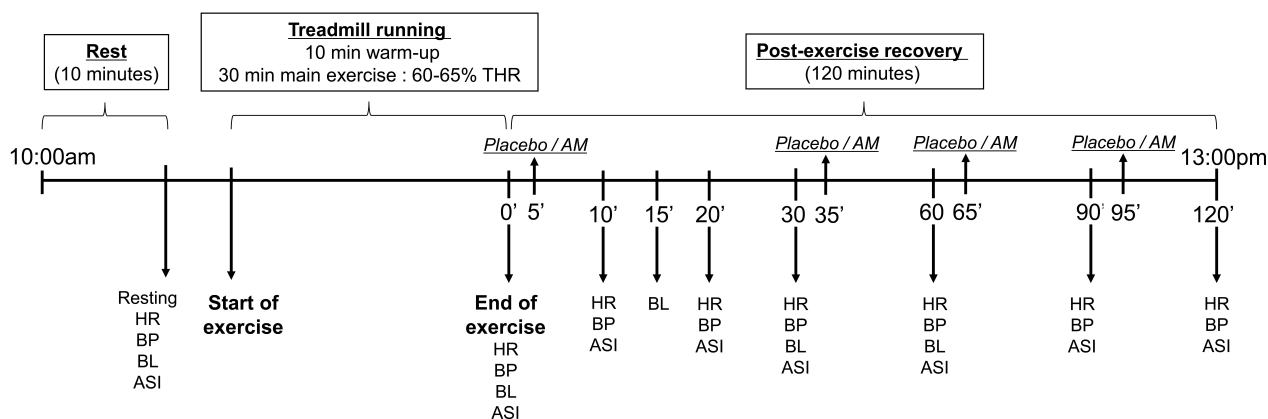 Rest
(10 minutes)
Treadmill running
10 min warm-up
30 min main exercise : 60-65% THR
Post-exercise recovery
(120 minutes)
10:00am
Placebo / AM
Placebo / AM
Placebo / AM
Placebo / AM
13:00pm
0’
5’
10’
15’
20’
30
35’
60
65’
90’
95’
120’
Resting
HR
BP
BL
ASI
Start of
exercise
End of
exercise
HR
BP
BL
ASI
HR
BP
ASI
BL
HR
BP
ASI
HR
BP
BL
ASI
HR
BP
BL
ASI
HR
BP
ASI
HR
BP
ASI